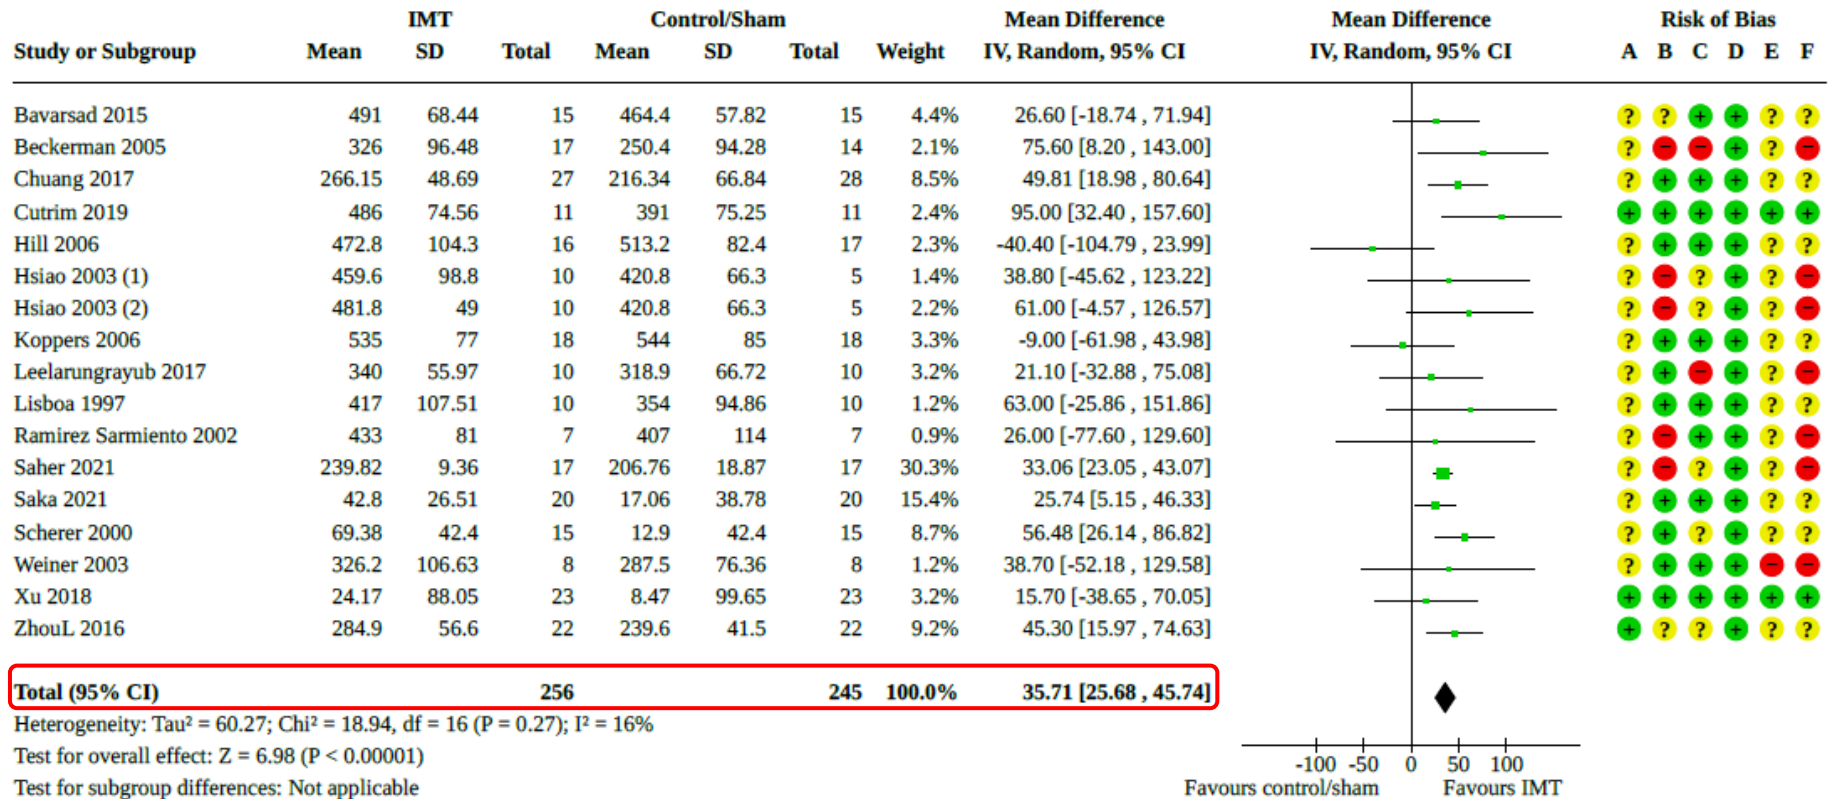 IMT Control/Sham Mean Difference Mean Difference Risk of Bias
Study or Subgroup Mean SD Total Mean SD Total Weight IV, Random, 95% CI IV, Random, 95% CI A B C D E F
Bavarsad 2015 491 68.44 15 464.4 57.82 15 4.4% 26.60 [-18.74 , 71.94] ? ? + + ? ?
Beckerman 2005 326 96.48 17 250.4 94.28 14 2.1% 75.60 [8.20 , 143.00] ? − − + ? −
Chuang 2017 266.15 48.69 27 216.34 66.84 28 8.5% 49.81 [18.98 , 80.64] ? + + + ? ?
Cutrim 2019 486 74.56 11 391 75.25 11 2.4% 95.00 [32.40 , 157.60] + + + + + +
Hill 2006 472.8 104.3 16 513.2 82.4 17 2.3% -40.40 [-104.79 , 23.99] ? + + + ? ?
Hsiao 2003 (1) 459.6 98.8 10 420.8 66.3 5 1.4% 38.80 [-45.62 , 123.22] ? − ? + ? −
Hsiao 2003 (2) 481.8 49 10 420.8 66.3 5 2.2% 61.00 [-4.57 , 126.57] ? − ? + ? −
Koppers 2006 535 77 18 544 85 18 3.3% -9.00 [-61.98 , 43.98] ? + + + ? ?
Leelarungrayub 2017 340 55.97 10 318.9 66.72 10 3.2% 21.10 [-32.88 , 75.08] ? + − + ? −
Lisboa 1997 417 107.51 10 354 94.86 10 1.2% 63.00 [-25.86 , 151.86] ? + + + ? ?
Ramirez Sarmiento 2002 433 81 7 407 114 7 0.9% 26.00 [-77.60 , 129.60] ? − + + ? −
Saher 2021 239.82 9.36 17 206.76 18.87 17 30.3% 33.06 [23.05 , 43.07] ? − ? + ? −
Saka 2021 42.8 26.51 20 17.06 38.78 20 15.4% 25.74 [5.15 , 46.33] ? + + + ? ?
Scherer 2000 69.38 42.4 15 12.9 42.4 15 8.7% 56.48 [26.14 , 86.82] ? + ? + ? ?
Weiner 2003 326.2 106.63 8 287.5 76.36 8 1.2% 38.70 [-52.18 , 129.58] ? + + + − −
Xu 2018 24.17 88.05 23 8.47 99.65 23 3.2% 15.70 [-38.65 , 70.05] + + + + + +
ZhouL 2016 284.9 56.6 22 239.6 41.5 22 9.2% 45.30 [15.97 , 74.63] + ? ? + ? ?
Total (95% CI) 256 245 100.0% 35.71 [25.68 , 45.74]
Heterogeneity: Tau² = 60.27; Chi² = 18.94, df = 16 (P = 0.27); I² = 16%
Test for overall effect: Z = 6.98 (P < 0.00001)
-100 -50 0 50 100
Test for subgroup differences: Not applicable Favours control/sham Favours IMT